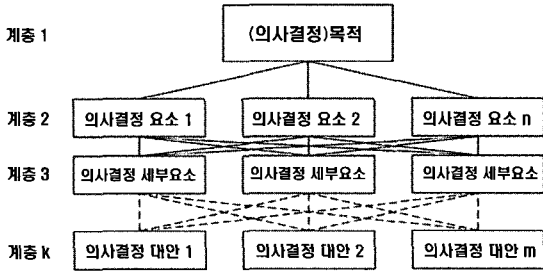 계층 1 (의사결정)목적
계층 2 의사결정 요소 1 의사결정 요소 2 의사결정 요소 n
계층 3 의사결정 세부요소 의사결정 세부요소 의사결정 세부요소
계층 k 의사결정 대안 1 의사결정 대안 2 의사결정 대안 m